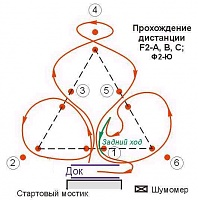 4
Прохождение
дистанции
F2-A, B, C;
Ф2-Ю
3
5
Задний ход
2
1
6
Док
Стартовый мостик
Шумомер